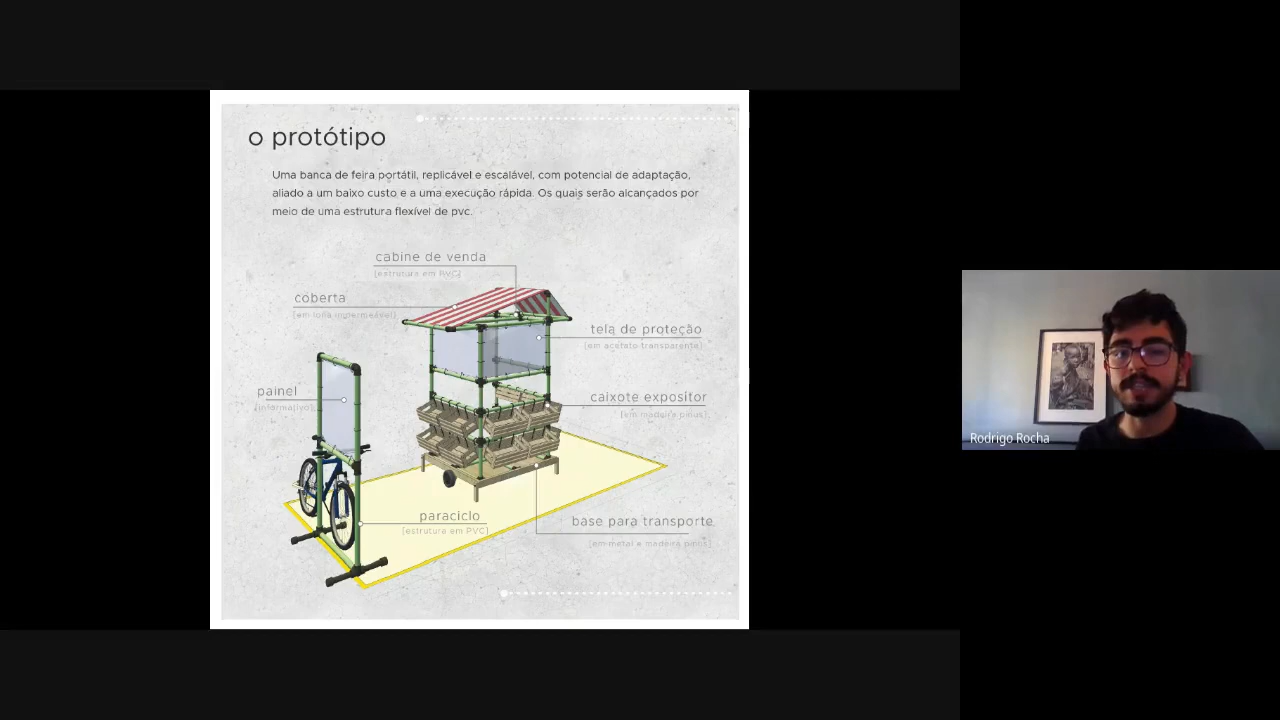 o protótipo
Uma banca de feira portátil, replicável e escalável, com potencial de adaptação,
aliado a um baixo custo e a uma execução rápida. Os quais serão alcançados por
meio de uma estrutura flexível de pvc.
cabine de venda
[estrutura em PVC]
coberta
[em lona impermeável]
tela de proteção
[em acetato transparente]
painel
[informativo]
caixote expositor
[em madeira pinus]
paraciclo
[estrutura em PVC]
base para transporte
[em metal e madeira pinus]
Rodrigo Rocha